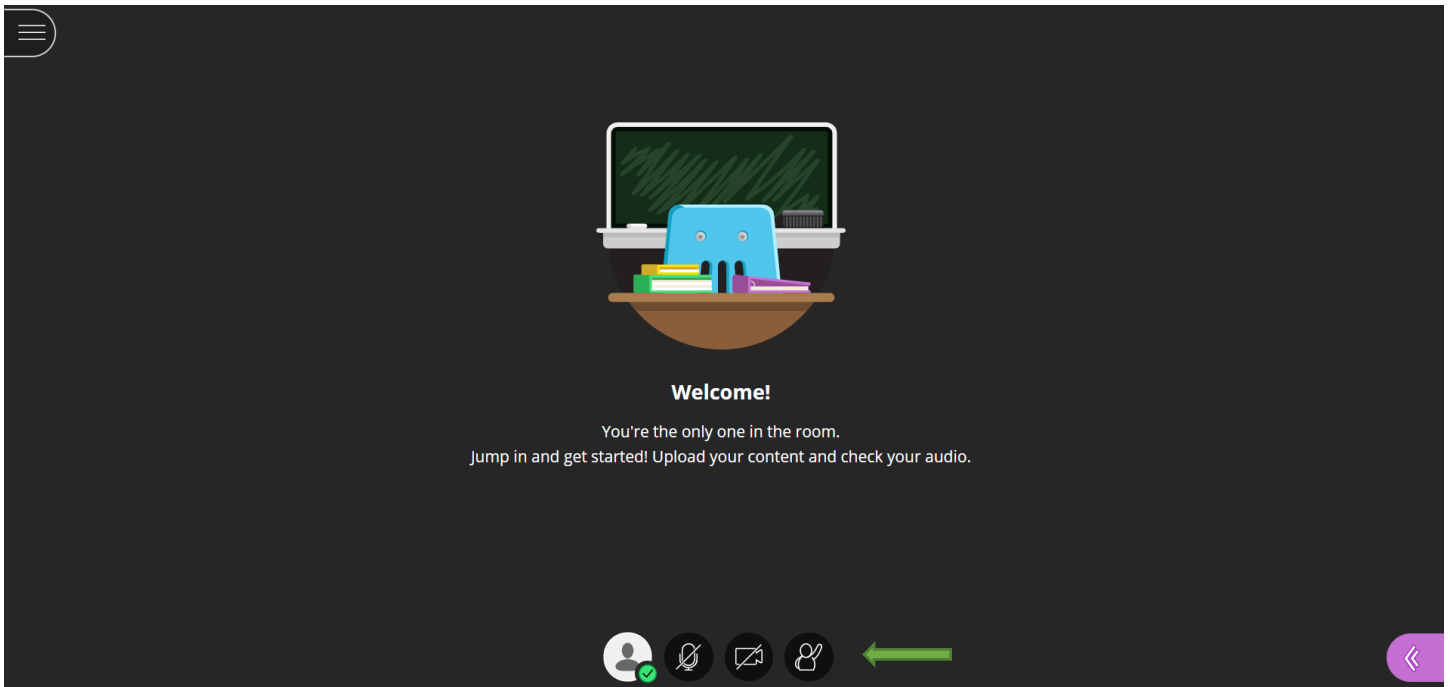 Welcome!
You're the only one in the room.
Jump in and get started! Upload your content and check your audio.